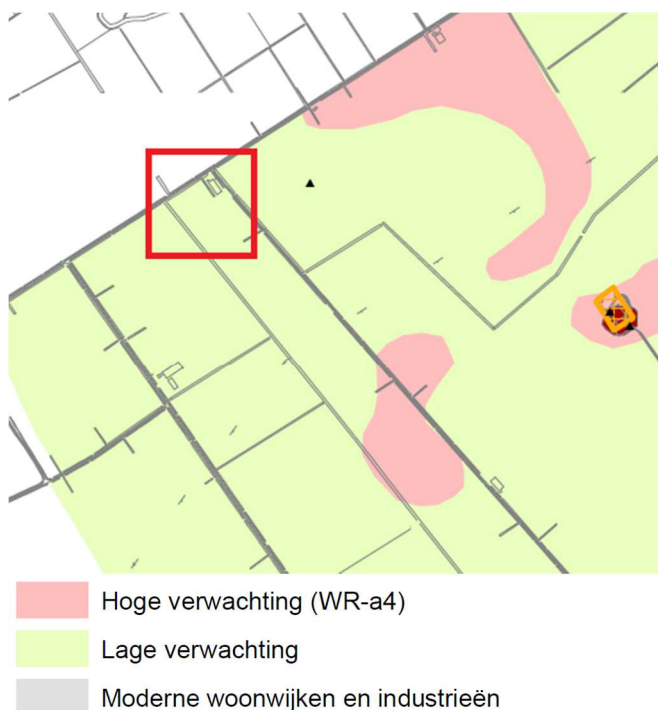 Hoge verwachting (WR-a4)
Lage verwachting
Moderne woonwijken en industrieën